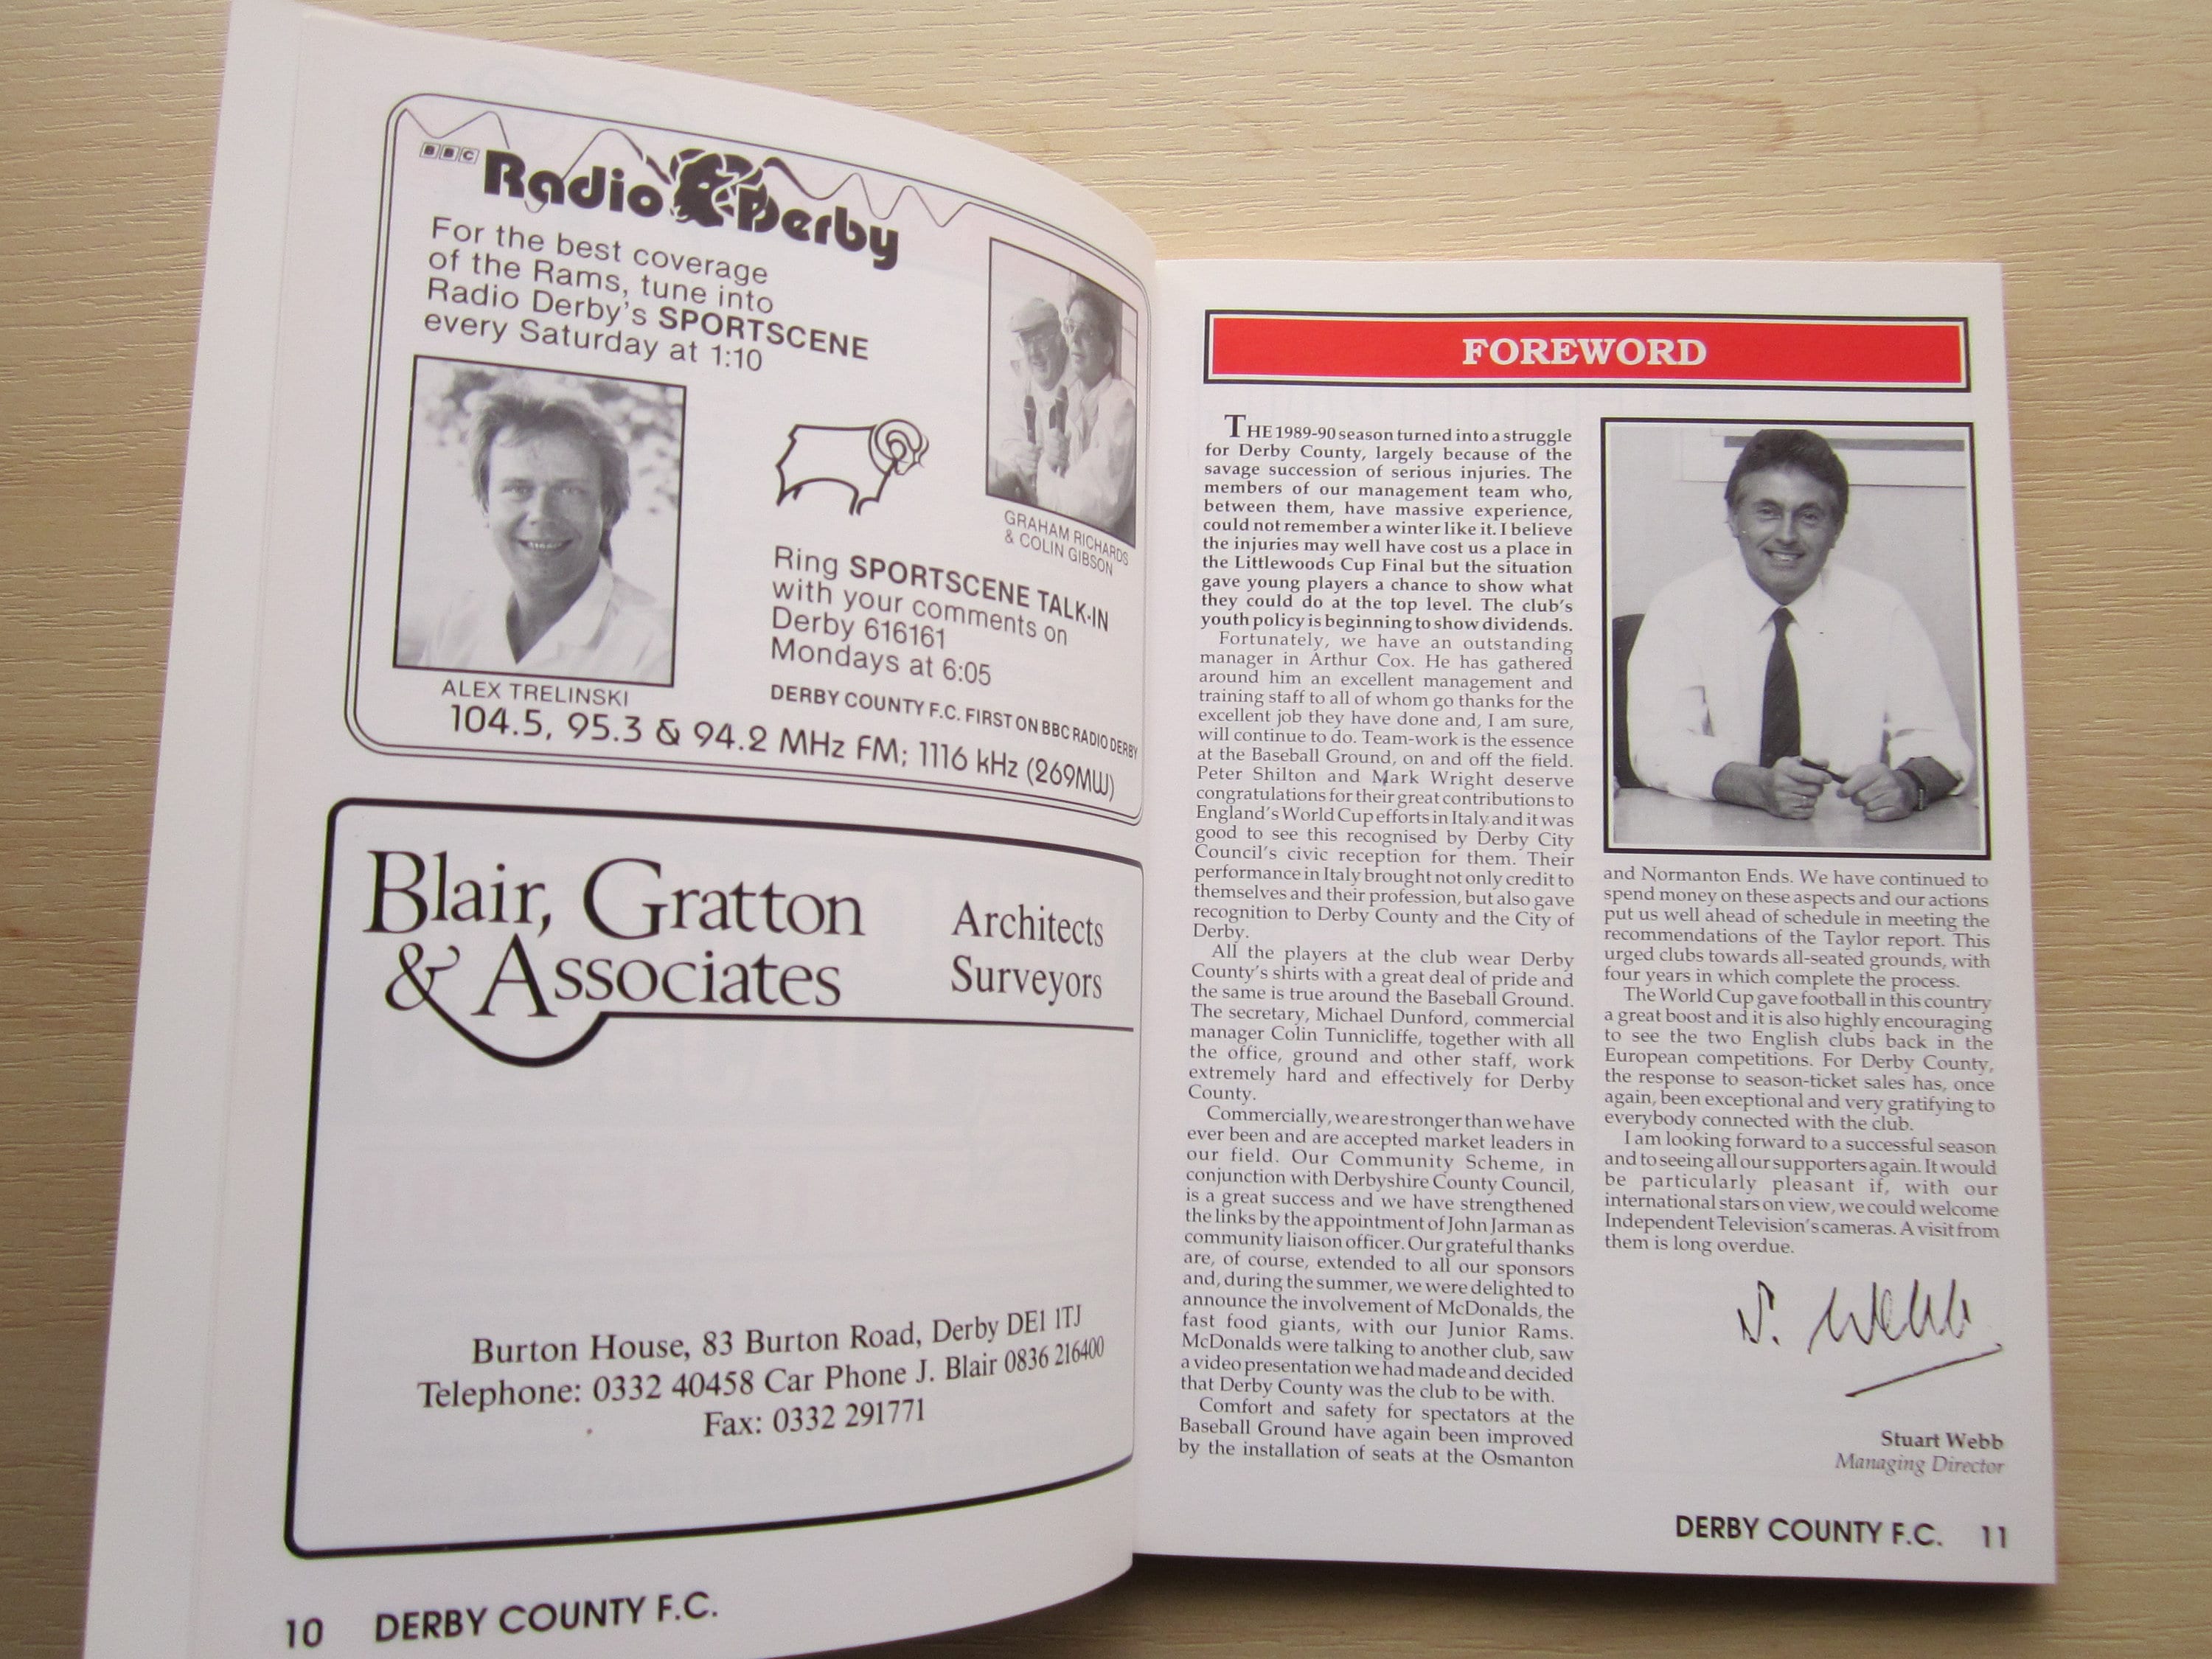 BBC
Radio Derby
For the best coverage
of the Rams, tune into
Radio Derby's SPORTSCENE
every Saturday at 1:10
GRAHAM RICHARDS
& COLIN GIBSON
Ring SPORTSCENE TALK-IN
with your comments on
Derby 616161
Mondays at 6:05
ALEX TRELINSKI
DERBY COUNTY F.C. FIRST ON BBC RADIO DERBY
104.5, 95.3 & 94.2 MHz FM; 1116 kHz (269MW)
Blair, Gratton
& Associates
Architects
Surveyors
Burton House, 83 Burton Road, Derby DE1 1TJ
Telephone: 0332 40458 Car Phone J. Blair 0836 216400
Fax: 0332 291771
10 DERBY COUNTY F.C.
FOREWORD
THE 1989-90 season turned into a struggle
for Derby County, largely because of the
savage succession of serious injuries. The
members of our management team who,
between them, have massive experience,
could not remember a winter like it. I believe
the injuries may well have cost us a place in
the Littlewoods Cup Final but the situation
gave young players a chance to show what
they could do at the top level. The club's
youth policy is beginning to show dividends.
Fortunately, we have an outstanding
manager in Arthur Cox. He has gathered
around him an excellent management and
training staff to all of whom go thanks for the
excellent job they have done and, I am sure,
will continue to do. Team-work is the essence
at the Baseball Ground, on and off the field.
Peter Shilton and Mark Wright deserve
congratulations for their great contributions to
England's World Cup efforts in Italy and it was
good to see this recognised by Derby City
Council's civic reception for them. Their
performance in Italy brought not only credit to
themselves and their profession, but also gave
recognition to Derby County and the City of
Derby.
All the players at the club wear Derby
County's shirts with a great deal of pride and
the same is true around the Baseball Ground.
The secretary, Michael Dunford, commercial
manager Colin Tunnicliffe, together with all
the office, ground and other staff, work
extremely hard and effectively for Derby
County.
Commercially, we are stronger than we have
ever been and are accepted market leaders in
our field. Our Community Scheme, in
conjunction with Derbyshire County Council,
is a great success and we have strengthened
the links by the appointment of John Jarman as
community liaison officer. Our grateful thanks
are, of course, extended to all our sponsors
and, during the summer, we were delighted to
announce the involvement of McDonalds, the
fast food giants, with our Junior Rams.
McDonalds were talking to another club, saw
a video presentation we had made and decided
that Derby County was the club to be with.
Comfort and safety for spectators at the
Baseball Ground have again been improved
by the installation of seats at the Osmanton
and Normanton Ends. We have continued to
spend money on these aspects and our actions
put us well ahead of schedule in meeting the
recommendations of the Taylor report. This
urged clubs towards all-seated grounds, with
four years in which complete the process.
The World Cup gave football in this country
a great boost and it is also highly encouraging
to see the two English clubs back in the
European competitions. For Derby County,
the response to season-ticket sales has, once
again, been exceptional and very gratifying to
everybody connected with the club.
I am looking forward to a successful season
and to seeing all our supporters again. It would
be particularly pleasant if, with our
international stars on view, we could welcome
Independent Television's cameras. A visit from
them is long overdue.
S. Webb
Stuart Webb
Managing Director
DERBY COUNTY F.C. 11